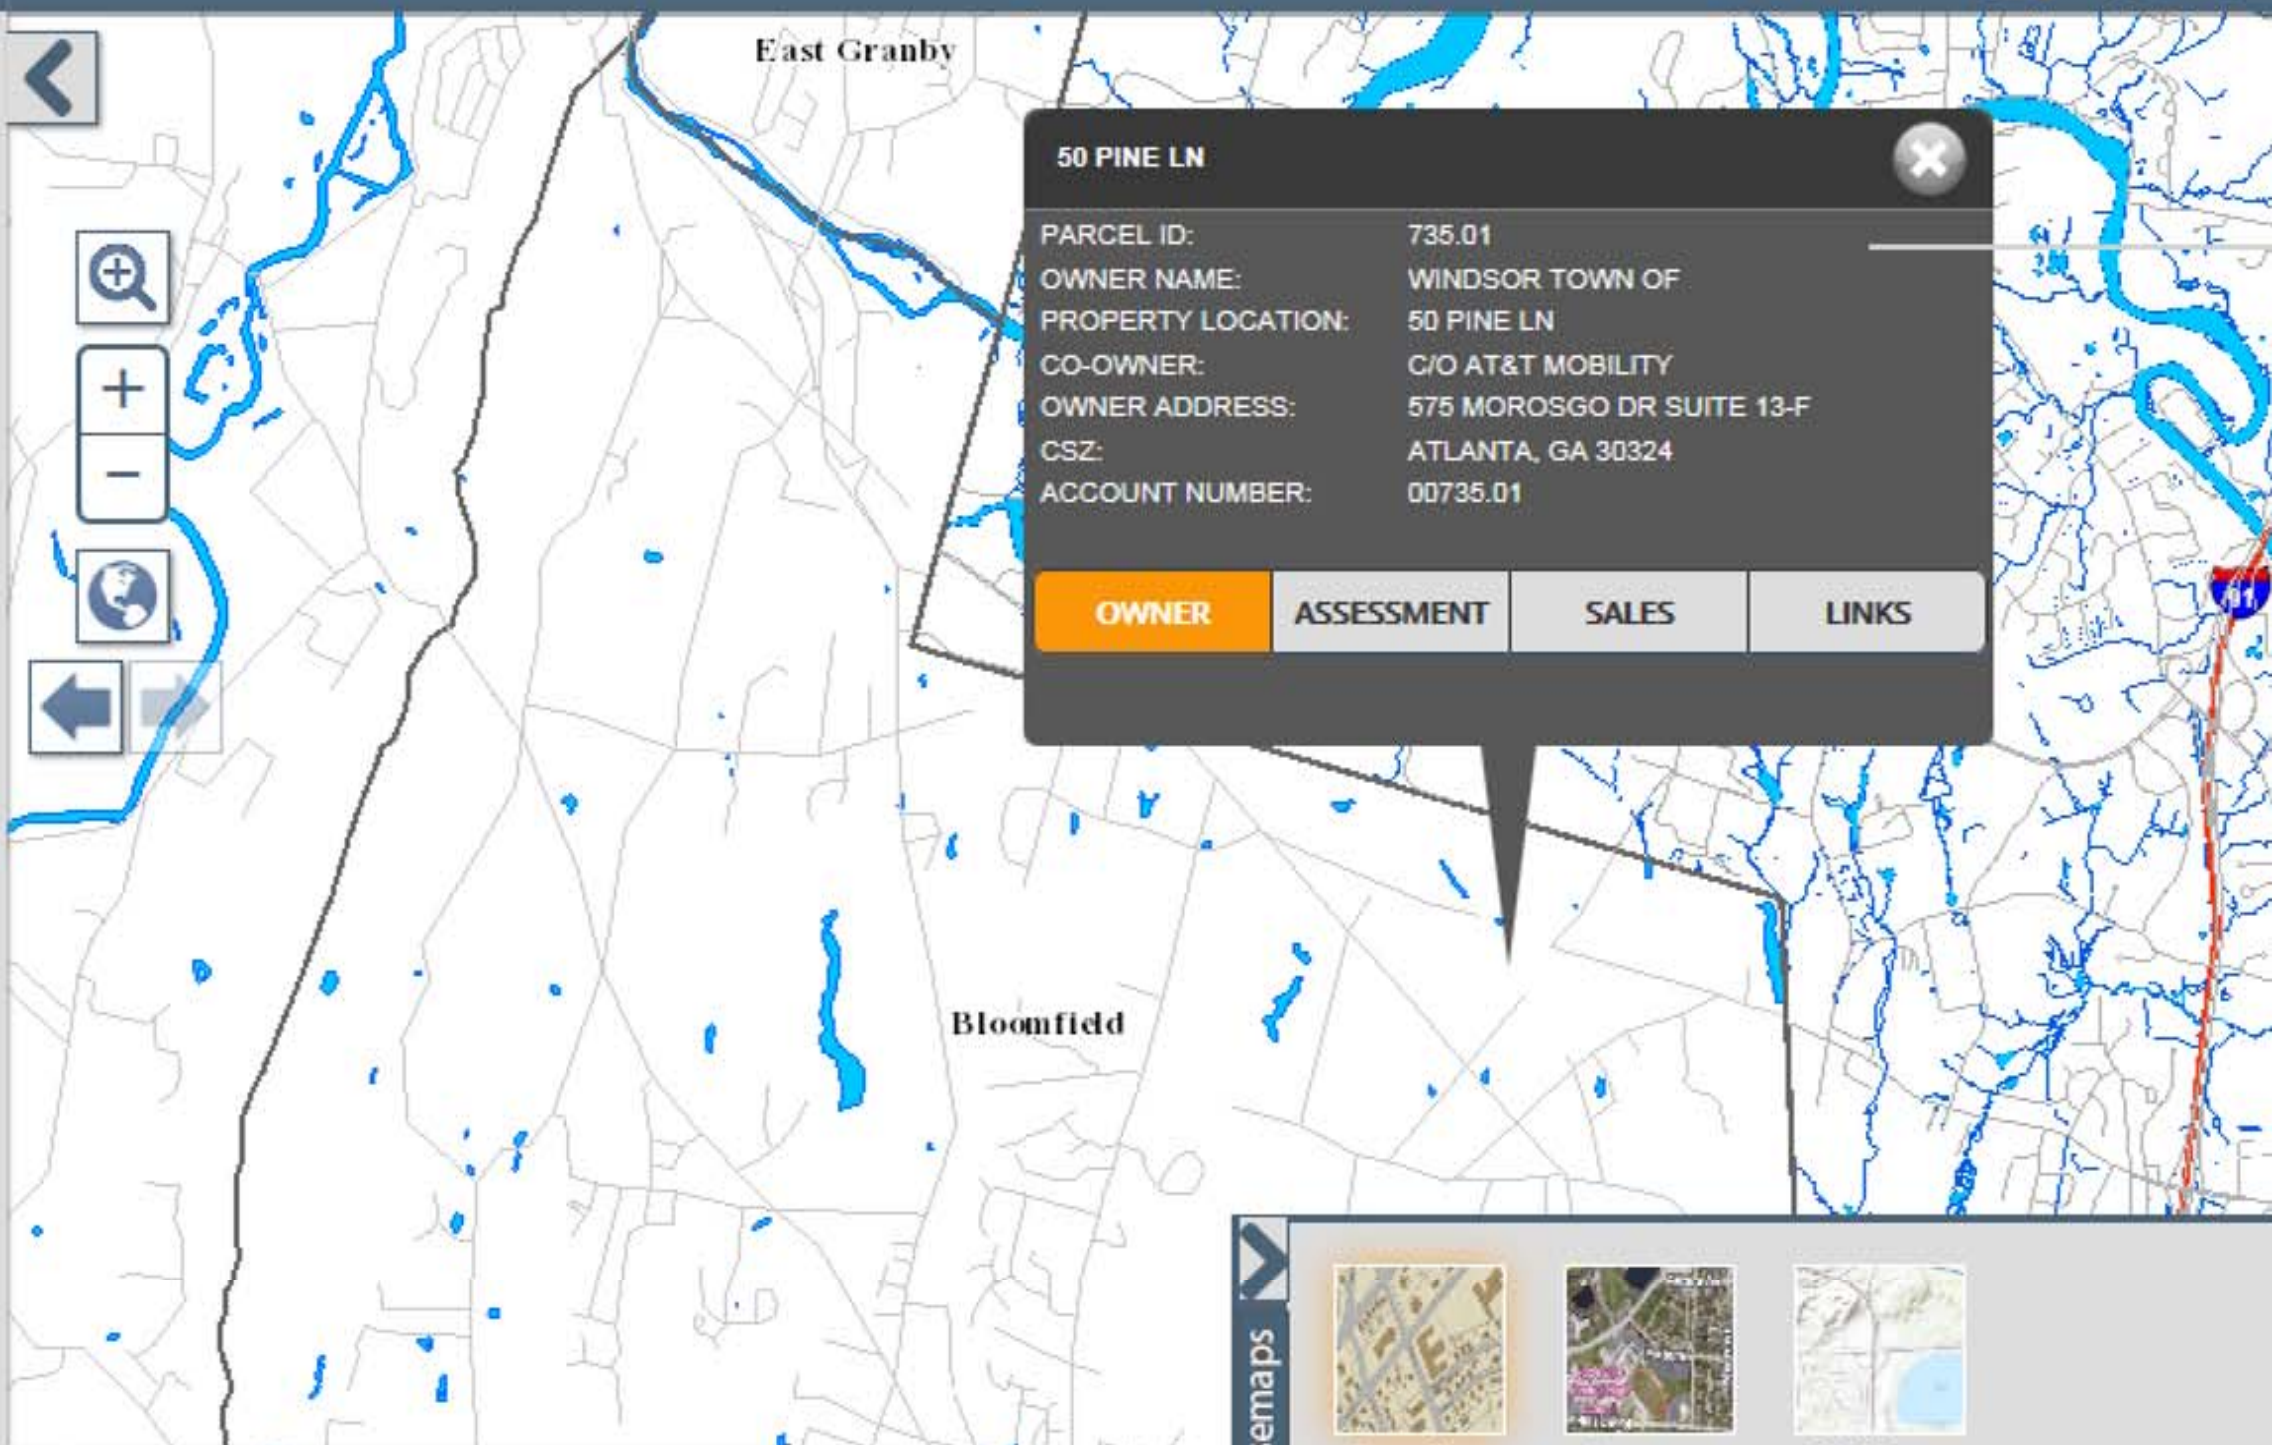 East Granby
50 PINE LN
PARCEL ID: 735.01
OWNER NAME: WINDSOR TOWN OF
PROPERTY LOCATION: 50 PINE LN
CO-OWNER: C/O AT&T MOBILITY
OWNER ADDRESS: 575 MOROSGO DR SUITE 13-F
CSZ: ATLANTA, GA 30324
ACCOUNT NUMBER: 00735.01
OWNER ASSESSMENT SALES LINKS
91
Bloomfield
semaps